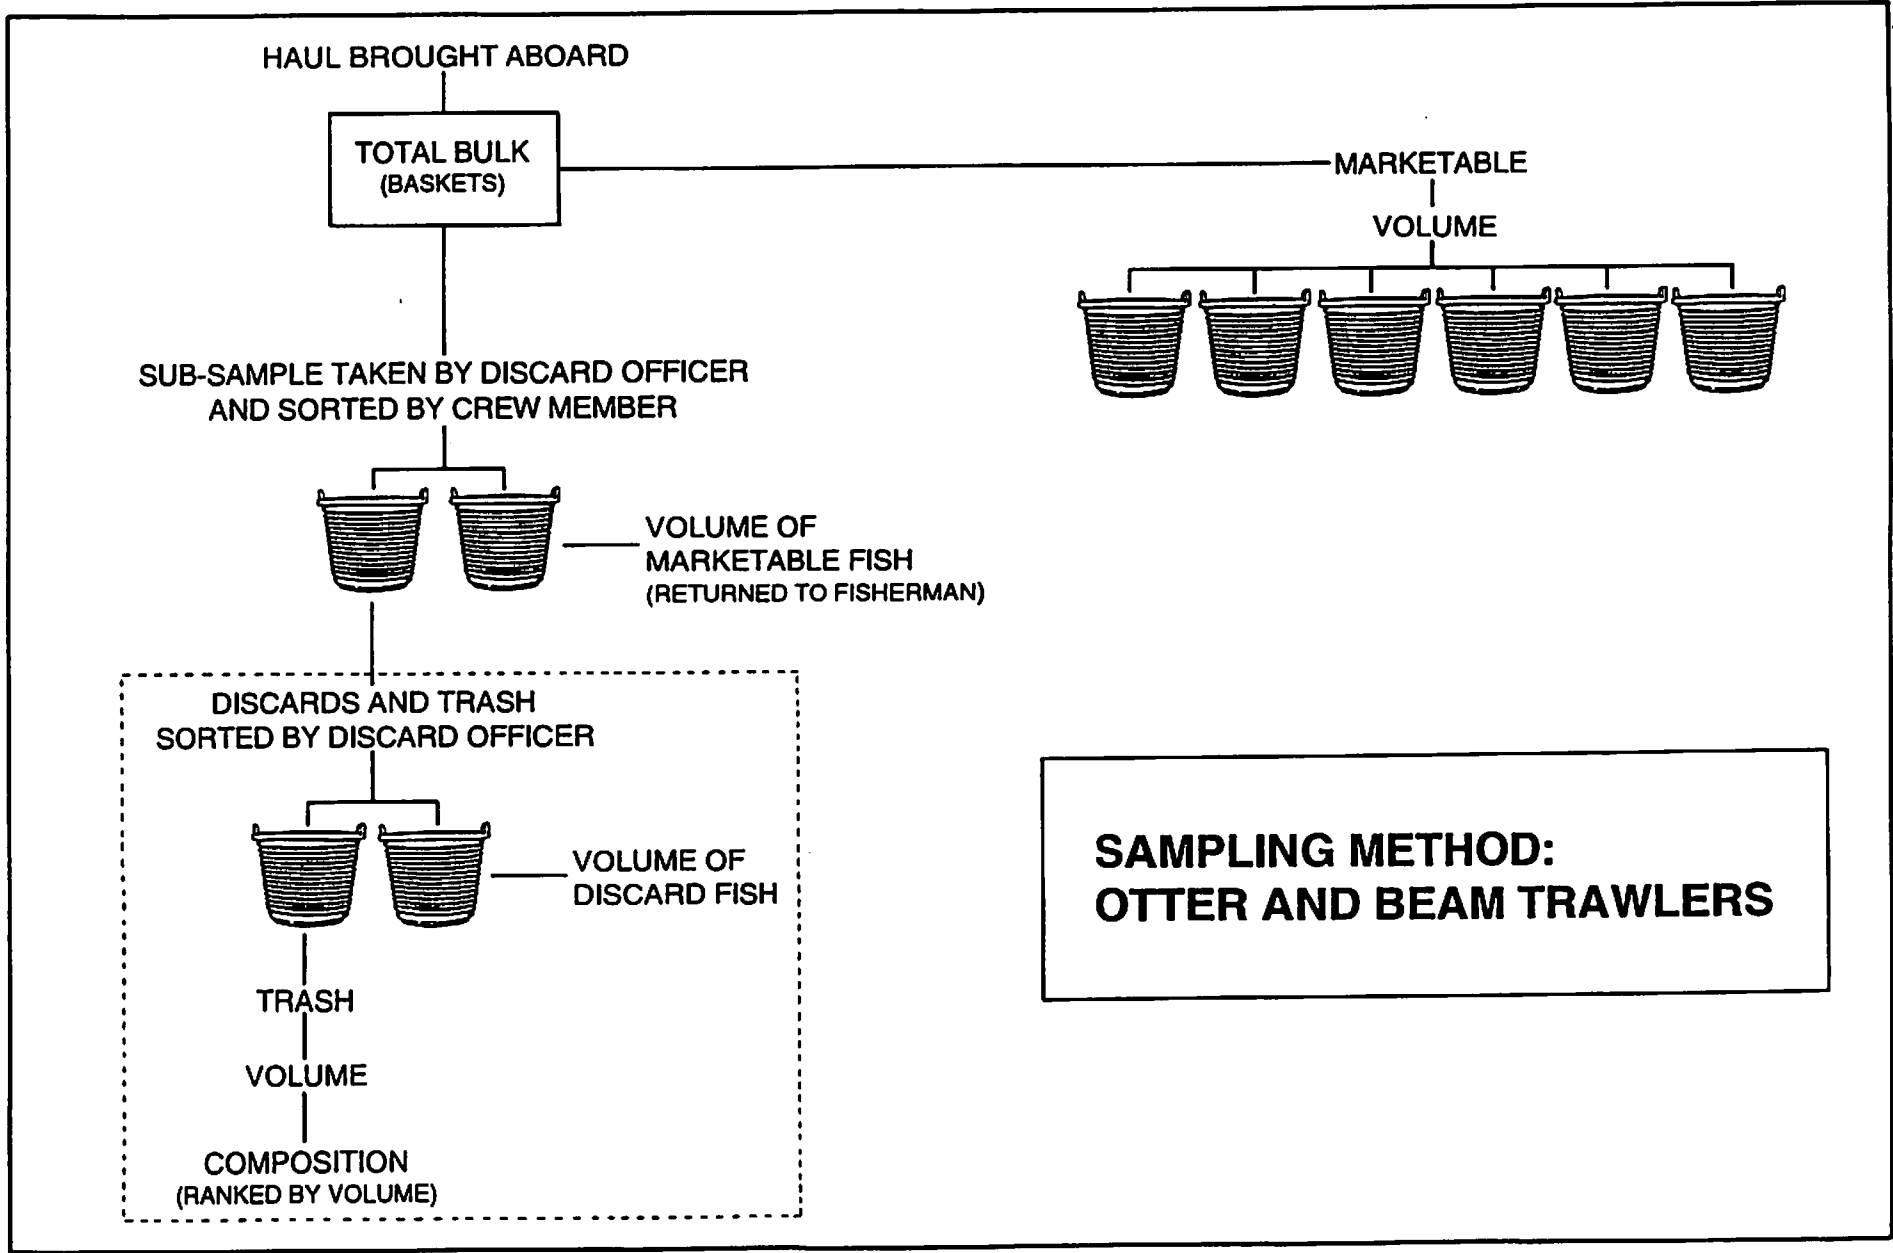 HAUL BROUGHT ABOARD
TOTAL BULK
(BASKETS)
MARKETABLE
VOLUME
SUB-SAMPLE TAKEN BY DISCARD OFFICER
AND SORTED BY CREW MEMBER
VOLUME OF
MARKETABLE FISH
(RETURNED TO FISHERMAN)
DISCARDS AND TRASH
SORTED BY DISCARD OFFICER
VOLUME OF
DISCARD FISH
TRASH
VOLUME
COMPOSITION
(RANKED BY VOLUME)
SAMPLING METHOD:
OTTER AND BEAM TRAWLERS